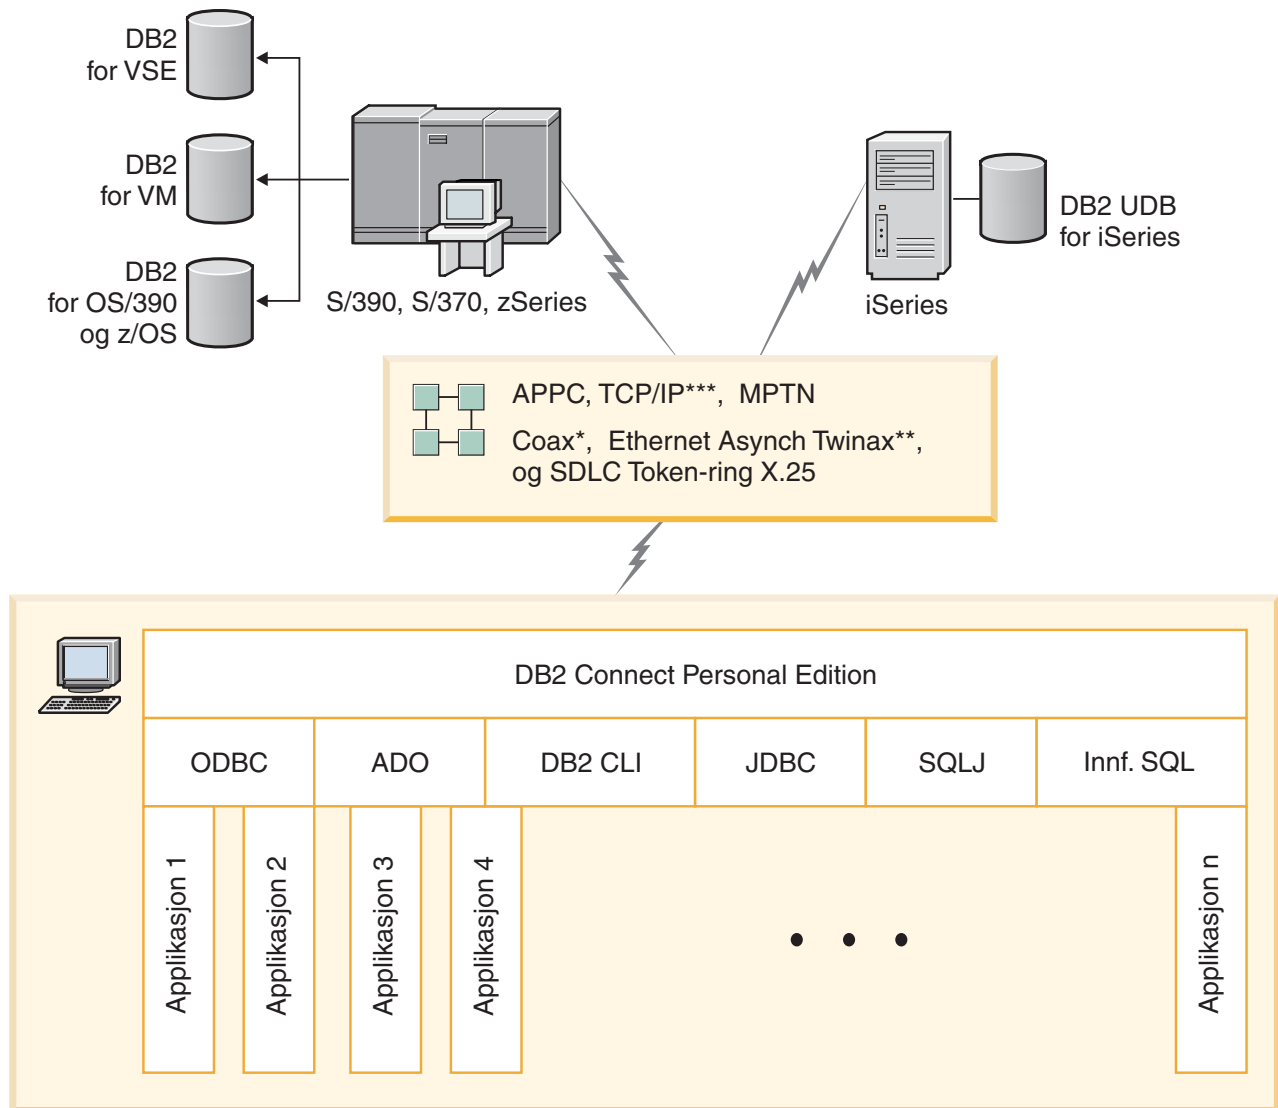 DB2
for VSE
DB2
for VM
DB2
for OS/390
og z/OS
S/390, S/370, zSeries
DB2 UDB
for iSeries
iSeries
APPC, TCP/IP***, MPTN
Coax*, Ethernet Asynch Twinax**,
og SDLC Token-ring X.25
DB2 Connect Personal Edition
ODBC
ADO
DB2 CLI
JDBC
SQLJ
Innf. SQL
Applikasjon 1
Applikasjon 2
Applikasjon 3
Applikasjon 4
• • •
Applikasjon n